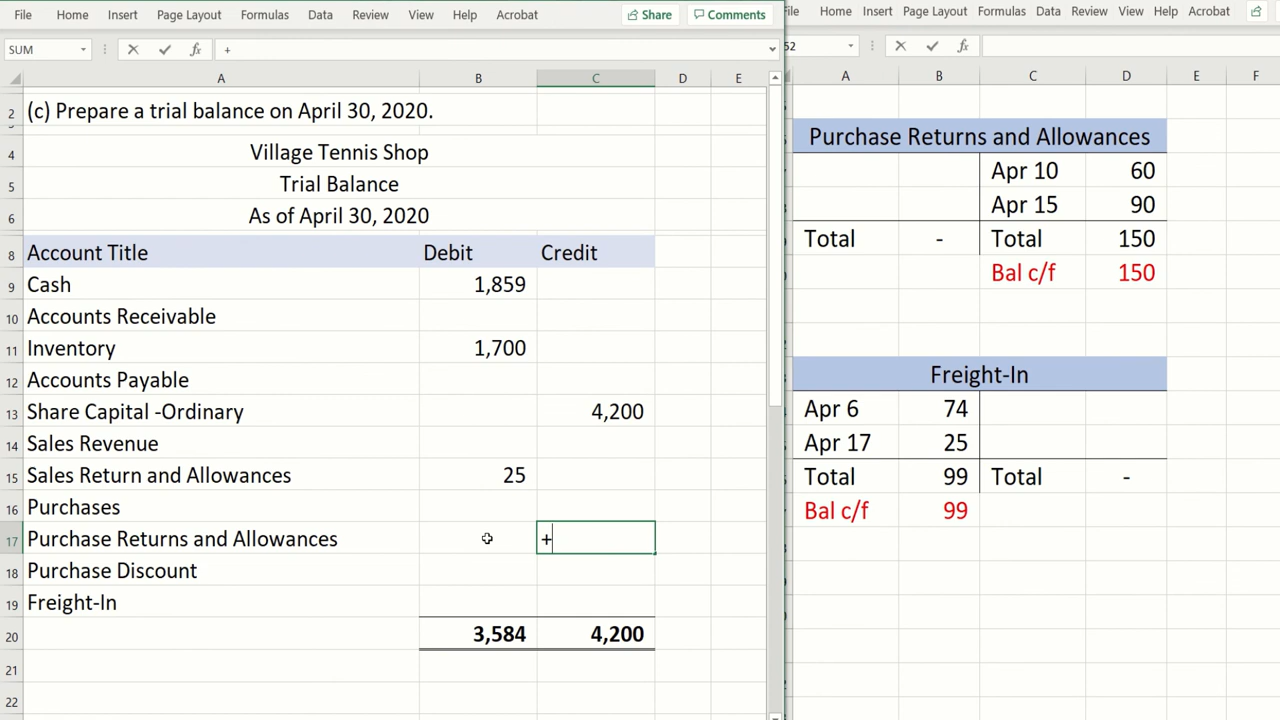 File Home Insert Page Layout Formulas Data Review View Help Acrobat Share Comments
SUM fx +
A B C D E
2 (c) Prepare a trial balance on April 30, 2020.
4 Village Tennis Shop
5 Trial Balance
6 As of April 30, 2020
8 Account Title Debit Credit
9 Cash 1,859
10 Accounts Receivable
11 Inventory 1,700
12 Accounts Payable
13 Share Capital -Ordinary 4,200
14 Sales Revenue
15 Sales Return and Allowances 25
16 Purchases
17 Purchase Returns and Allowances +
18 Purchase Discount
19 Freight-In
20 3,584 4,200
21
22
File Home Insert Page Layout Formulas Data Review View Help Acrobat
52 fx
A B C D E F
Purchase Returns and Allowances
Apr 10 60
Apr 15 90
Total - Total 150
Bal c/f 150
Freight-In
Apr 6 74
Apr 17 25
Total 99 Total -
Bal c/f 99